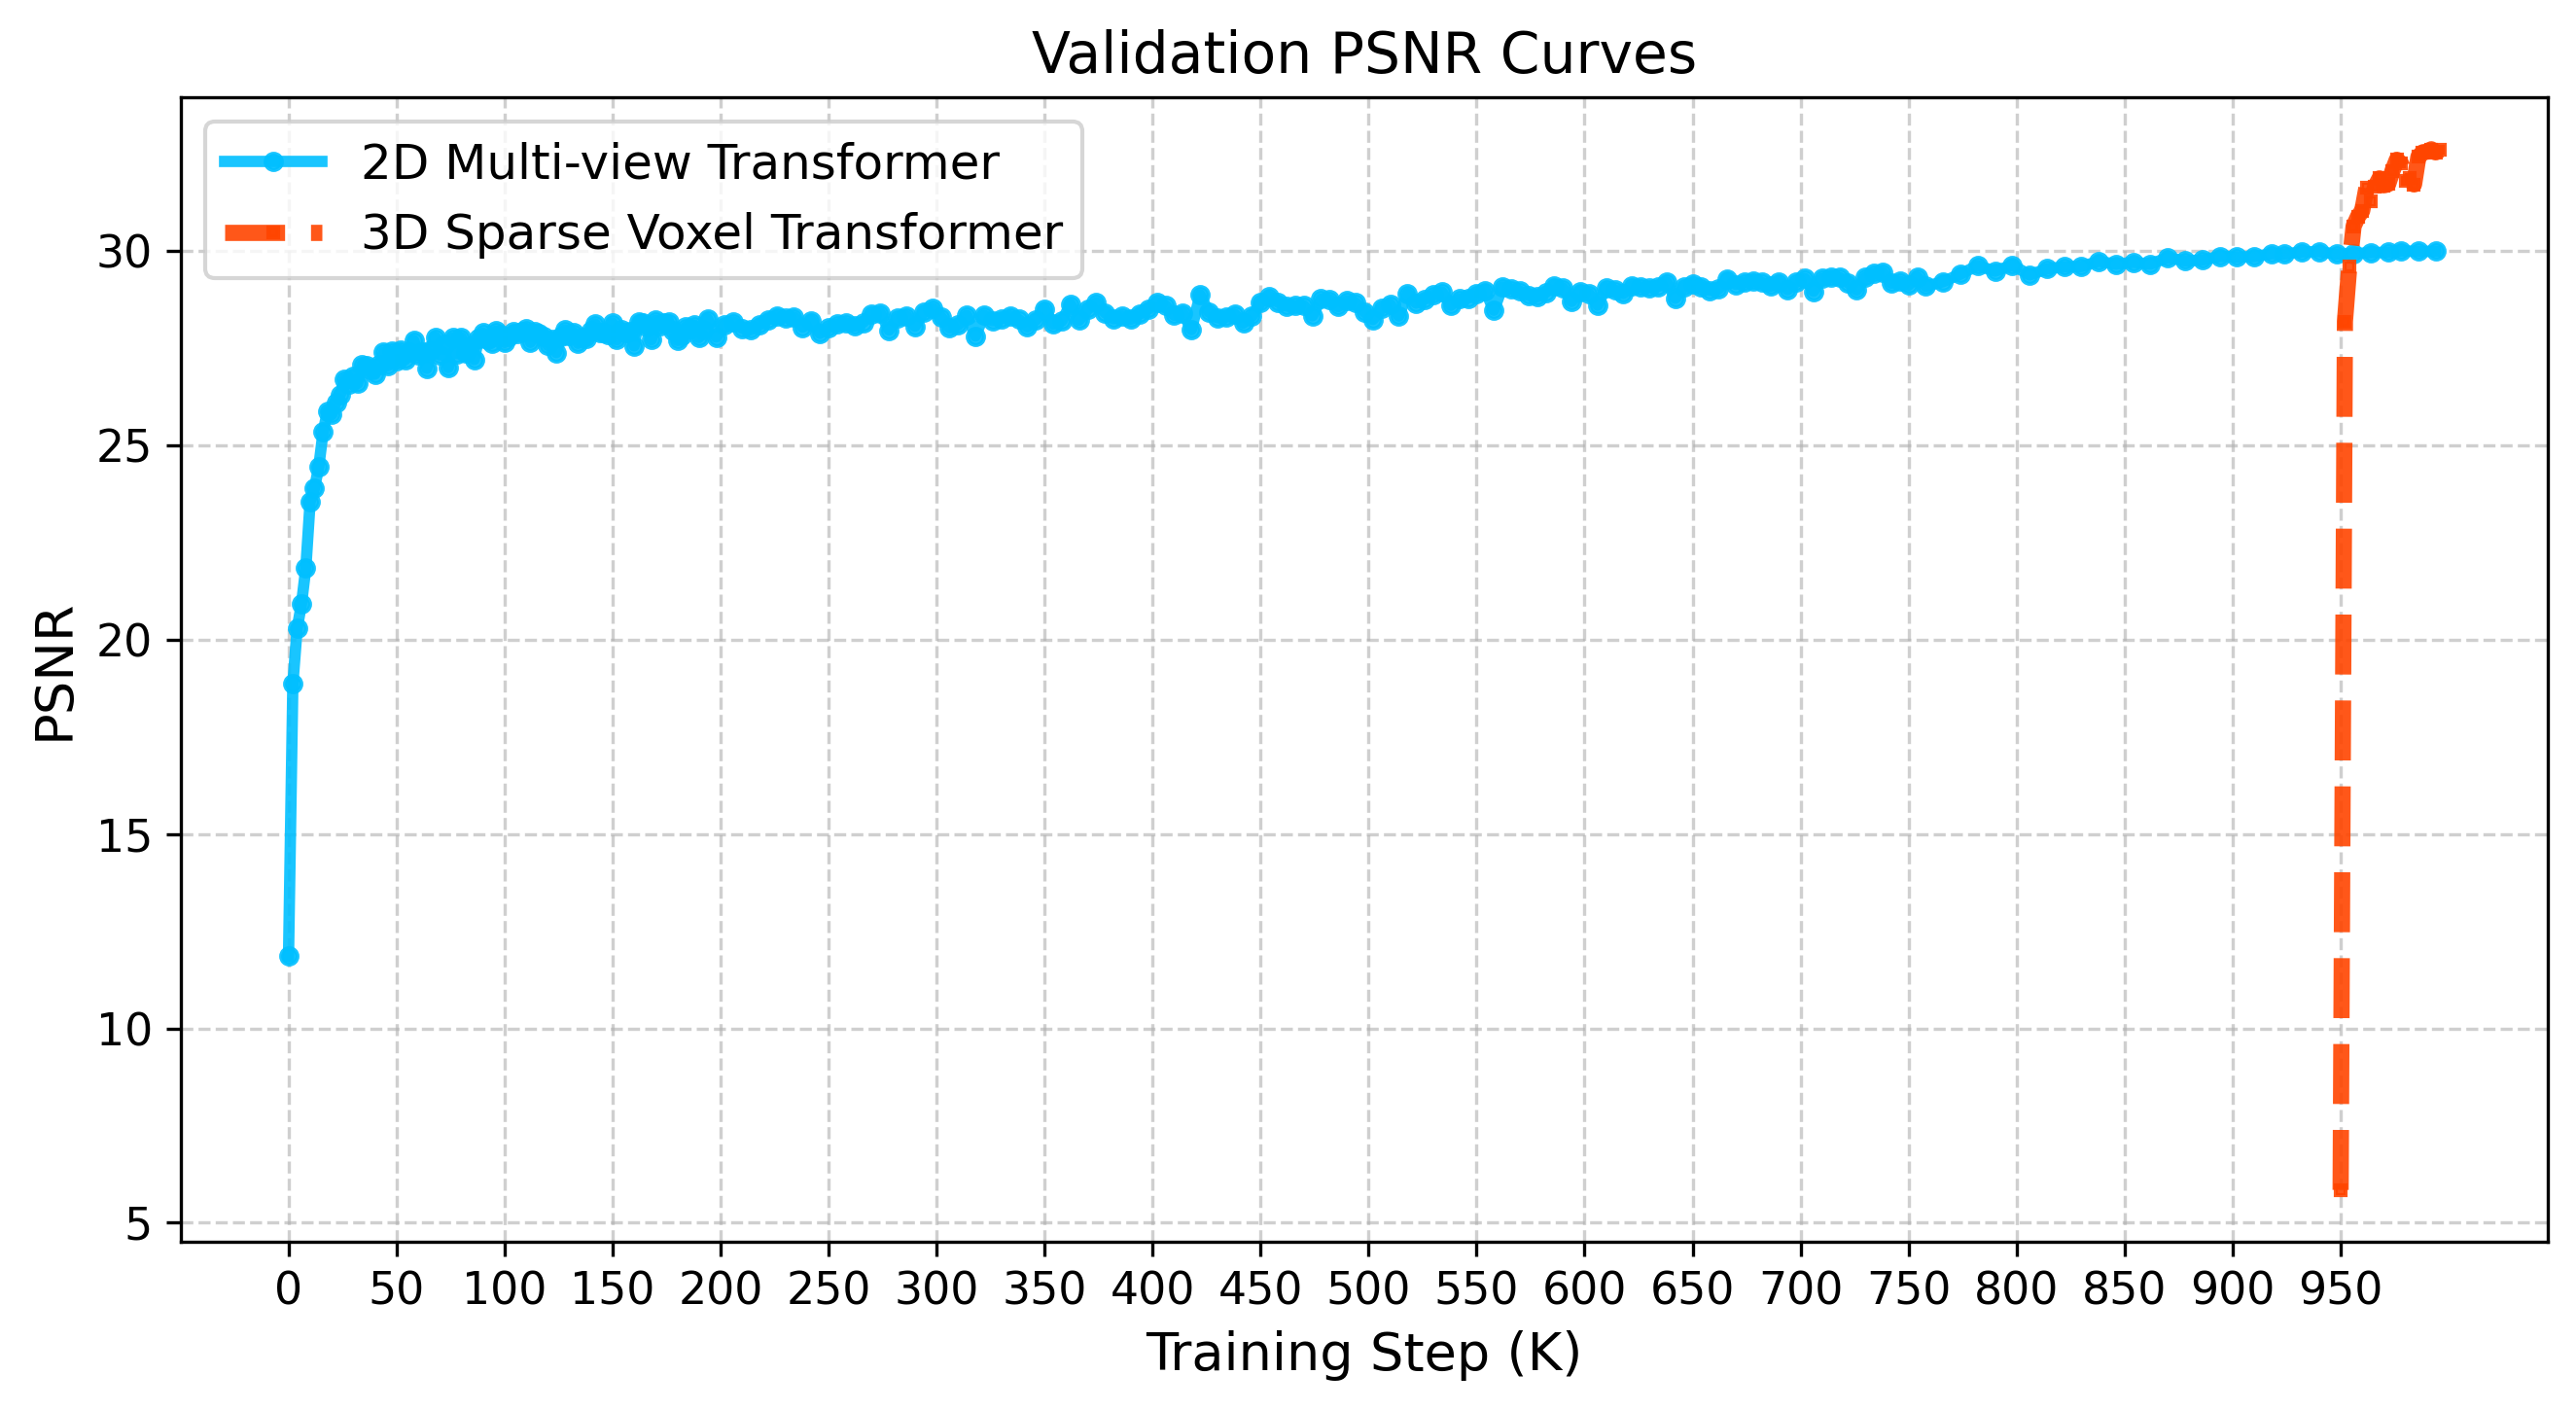 Validation PSNR Curves
2D Multi-view Transformer
3D Sparse Voxel Transformer
PSNR
30
25
20
15
10
5
0 50 100 150 200 250 300 350 400 450 500 550 600 650 700 750 800 850 900 950
Training Step (K)